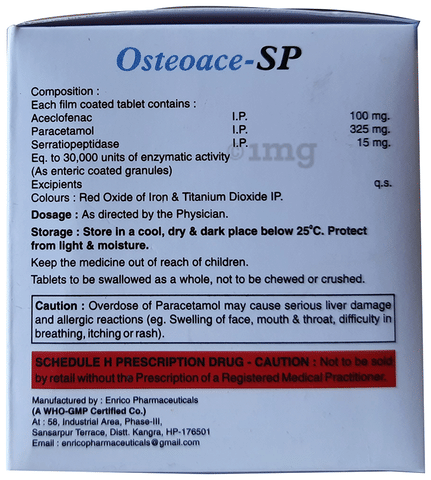 Osteoace-SP
Composition :
Each film coated tablet contains :
Aceclofenac I.P. 100 mg.
Paracetamol I.P. 325 mg.
Serratiopeptidase I.P. 15 mg.
Eq. to 30,000 units of enzymatic activity
(As enteric coated granules)
Excipients q.s.
Colours : Red Oxide of Iron & Titanium Dioxide IP.
Dosage : As directed by the Physician.
Storage : Store in a cool, dry & dark place below 25°C. Protect
from light & moisture.
Keep the medicine out of reach of children.
Tablets to be swallowed as a whole, not to be chewed or crushed.
Caution : Overdose of Paracetamol may cause serious liver damage
and allergic reactions (eg. Swelling of face, mouth & throat, difficulty in
breathing, itching or rash).
SCHEDULE H PRESCRIPTION DRUG - CAUTION : Not to be sold
by retail without the Prescription of a Registered Medical Practitioner.
Manufactured by : Enrico Pharmaceuticals
(A WHO-GMP Certified Co.)
At : 58, Industrial Area, Phase-III,
Sansarpur Terrace, Distt. Kangra, HP-176501
Email : enricopharmaceuticals@gmail.com
1mg